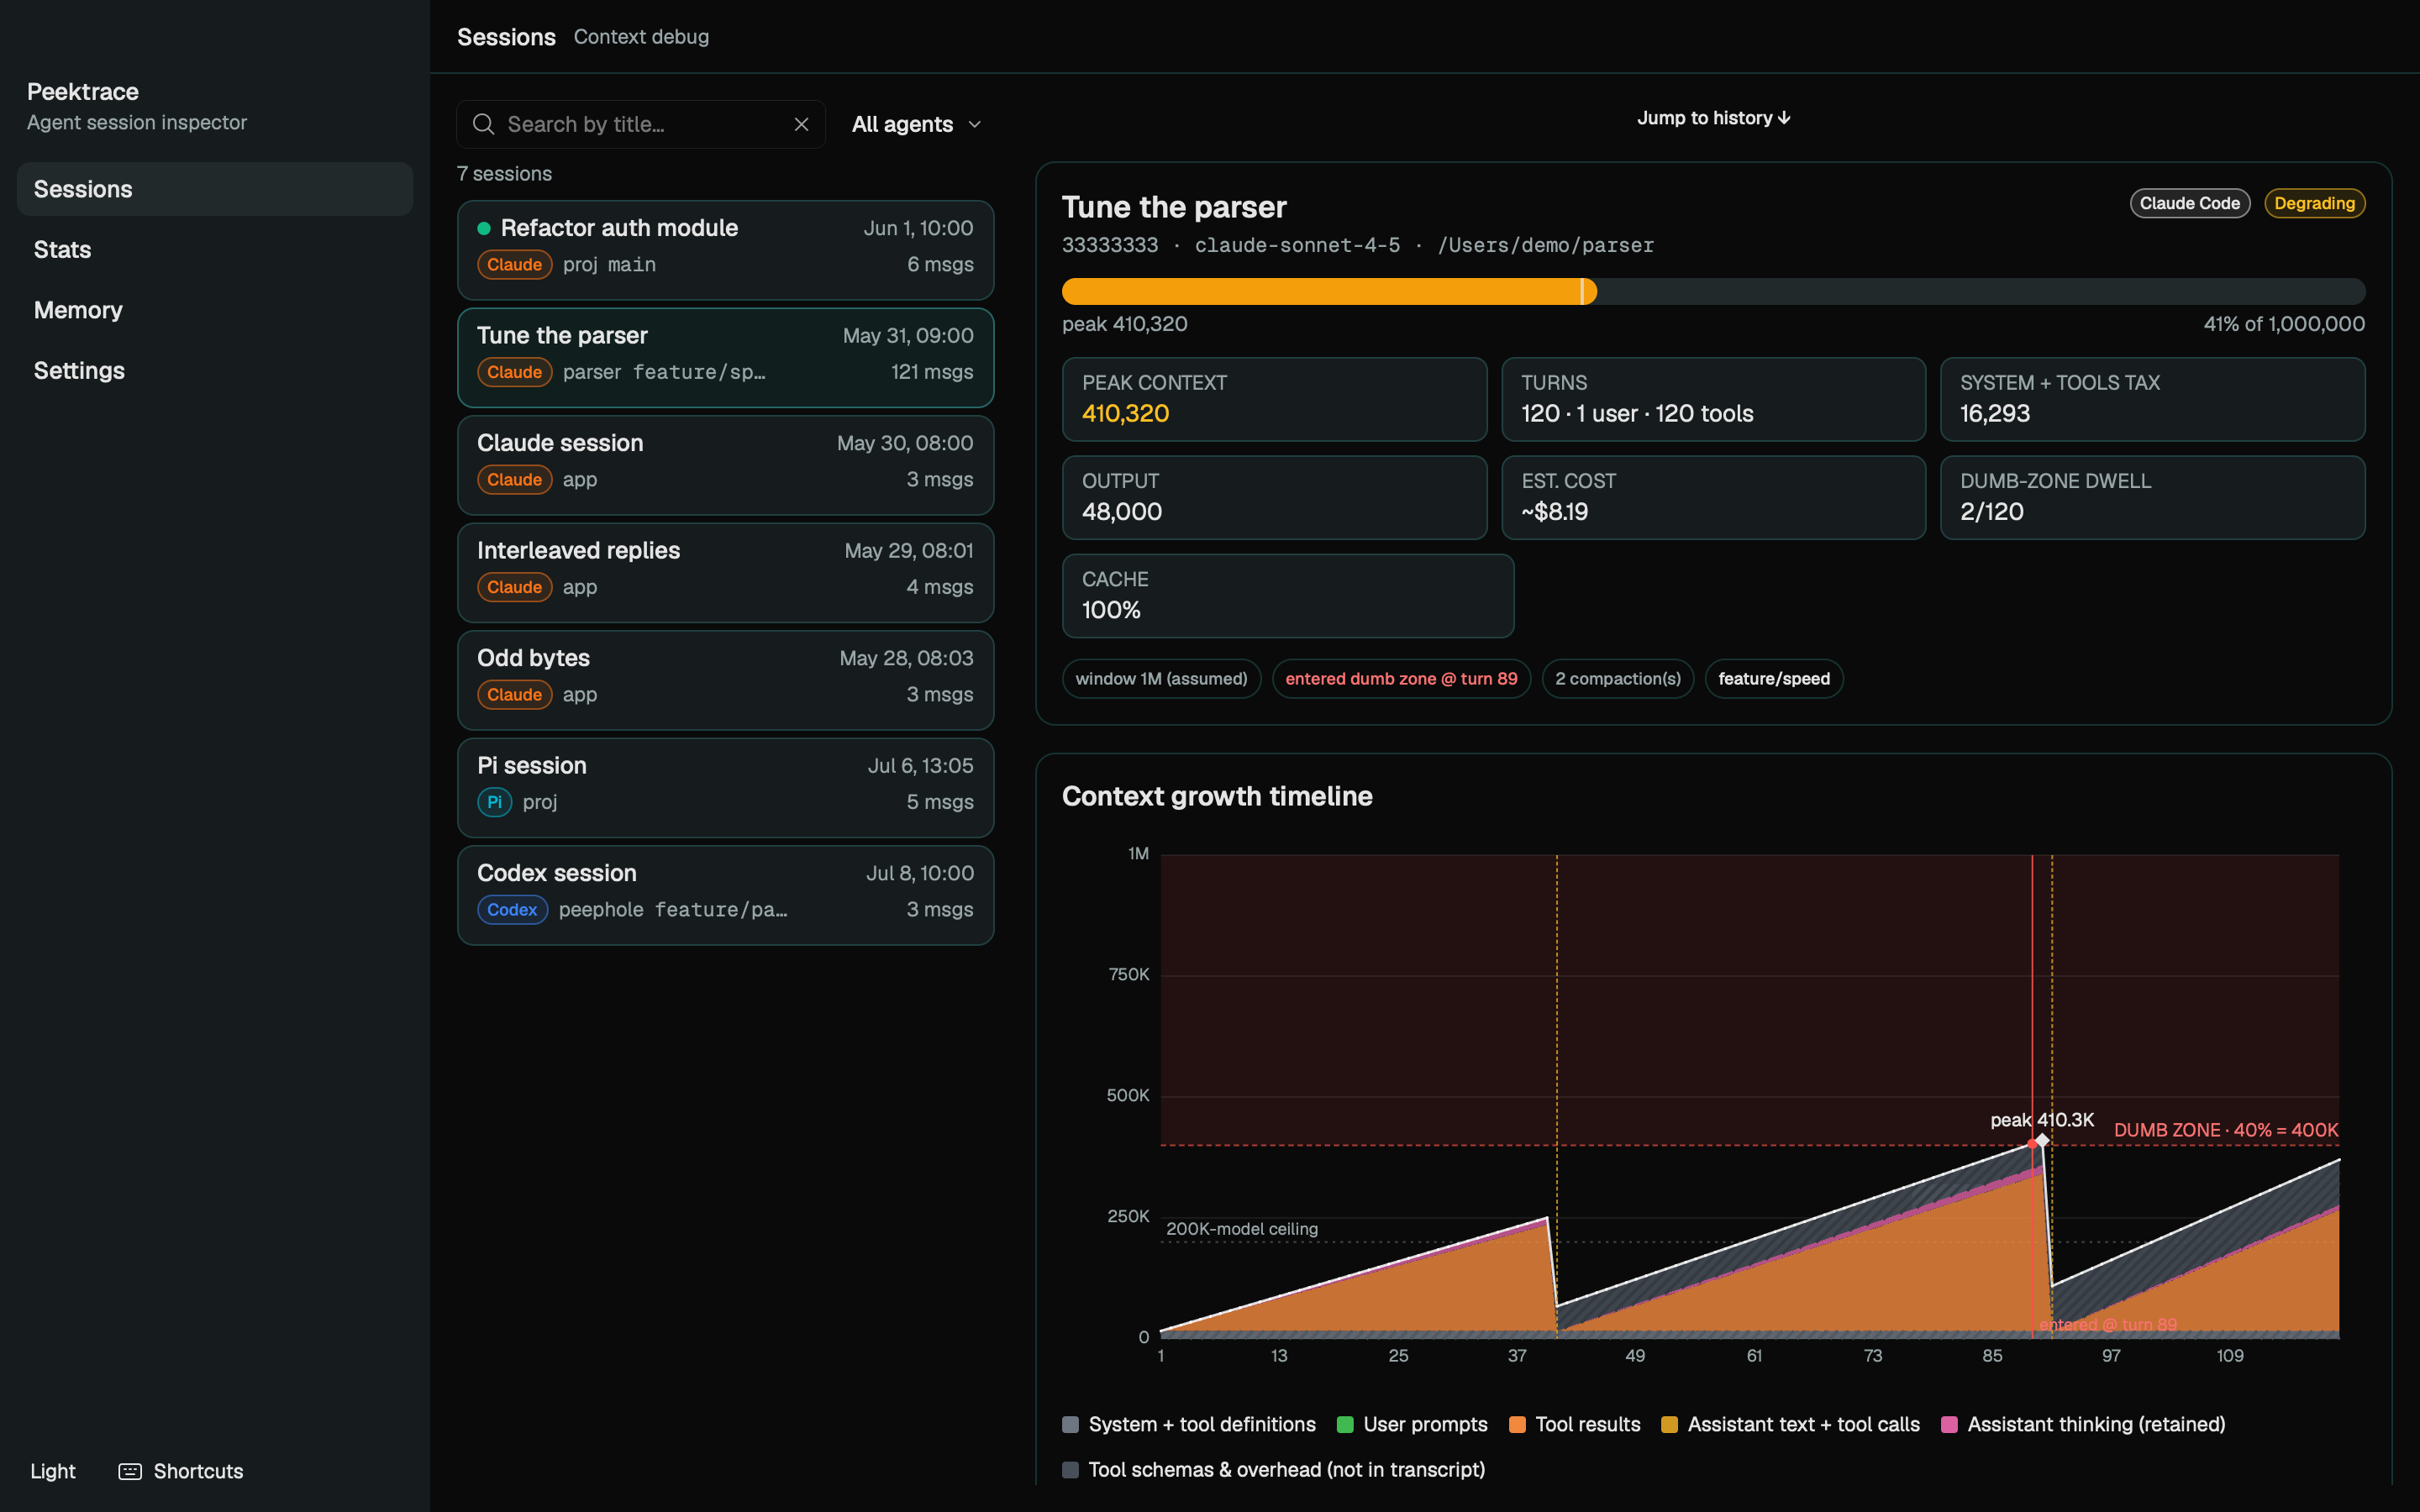 Peektrace
Agent session inspector
Sessions
Stats
Memory
Settings
Light
Shortcuts
Sessions Context debug
Search by title...
All agents
7 sessions
Refactor auth module Jun 1, 10:00
Claude proj main 6 msgs
Tune the parser May 31, 09:00
Claude parser feature/sp… 121 msgs
Claude session May 30, 08:00
Claude app 3 msgs
Interleaved replies May 29, 08:01
Claude app 4 msgs
Odd bytes May 28, 08:03
Claude app 3 msgs
Pi session Jul 6, 13:05
Pi proj 5 msgs
Codex session Jul 8, 10:00
Codex peephole feature/pa… 3 msgs
Jump to history ↓
Tune the parser Claude Code Degrading
33333333 · claude-sonnet-4-5 · /Users/demo/parser
peak 410,320 41% of 1,000,000
PEAK CONTEXT
410,320
TURNS
120 · 1 user · 120 tools
SYSTEM + TOOLS TAX
16,293
OUTPUT
48,000
EST. COST
~$8.19
DUMB-ZONE DWELL
2/120
CACHE
100%
window 1M (assumed) entered dumb zone @ turn 89 2 compaction(s) feature/speed
Context growth timeline
1M
750K
500K
peak 410.3K
DUMB ZONE · 40% = 400K
250K
200K-model ceiling
entered @ turn 89
0
1 13 25 37 49 61 73 85 97 109
System + tool definitions User prompts Tool results Assistant text + tool calls Assistant thinking (retained)
Tool schemas & overhead (not in transcript)